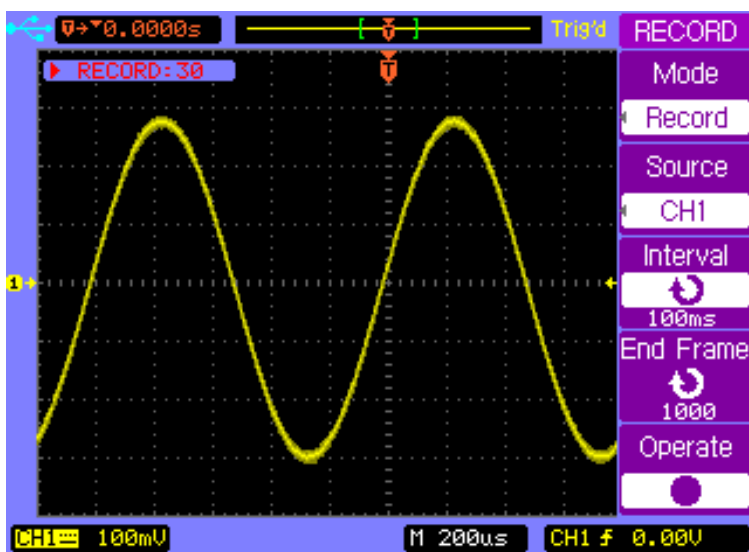 → 0.0000s
Trig'd
RECORD
RECORD:30
T
Mode
Record
Source
CH1
1
Interval
100ms
End Frame
1000
Operate
CH1 100mV
M 200us
CH1 0.00V